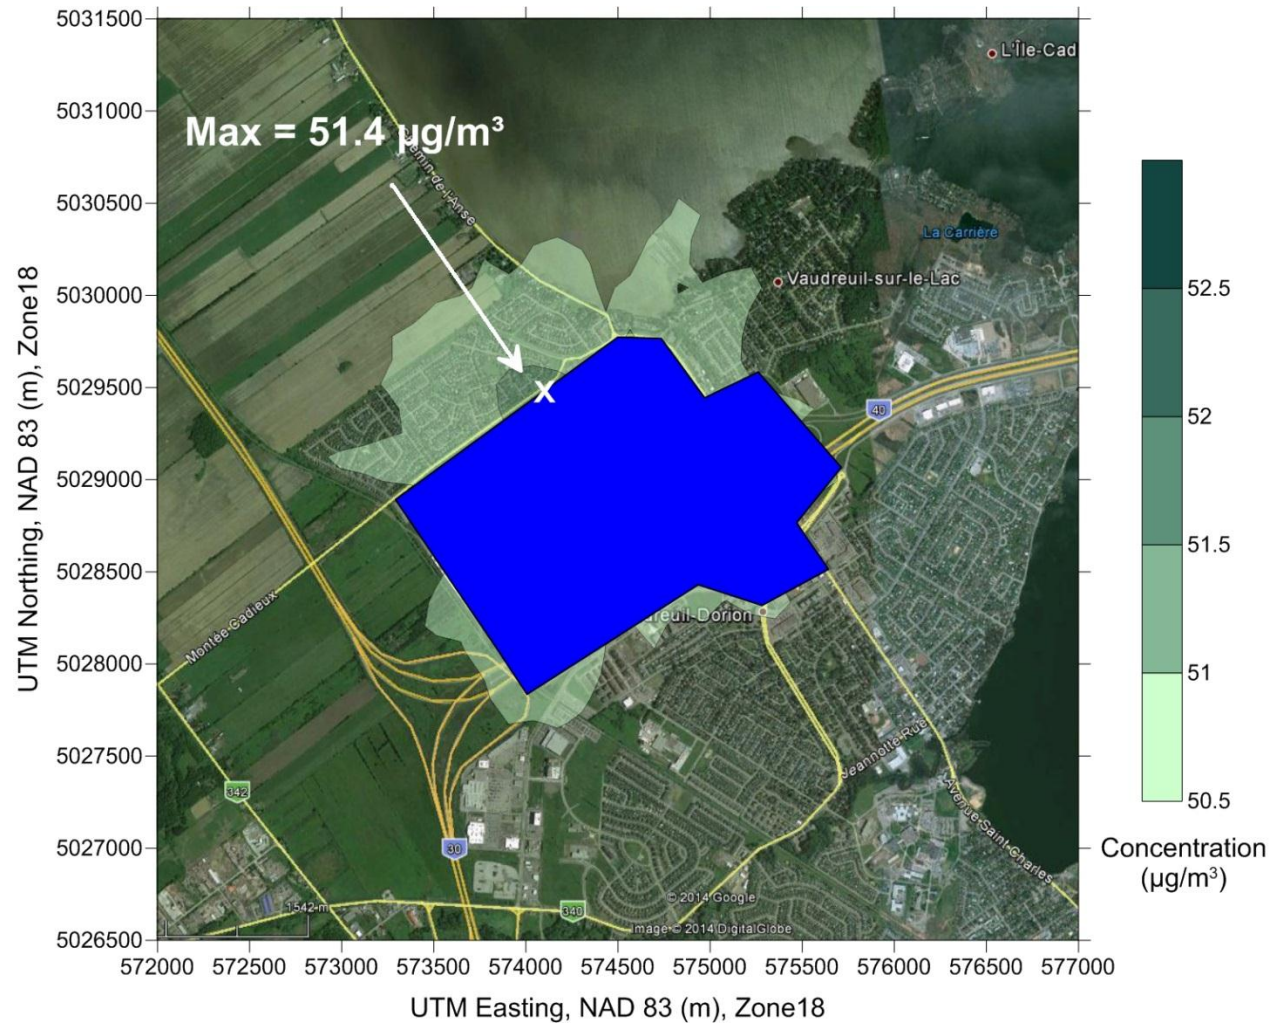 5031500
5031000
5030500
5030000
5029500
5029000
5028500
5028000
5027500
5027000
5026500
UTM Northing, NAD 83 (m), Zone18
L'Île-Cad
Max = 51.4 µg/m³
Chemin de l'Anse
La Carrière
Vaudreuil-sur-le-Lac
X
40
reuil-Dorion
Montée Cadieux
Jeannotte Rue
Avenue Saint Charles
342
30
1542 m
340
© 2014 Google
Image © 2014 DigitalGlobe
572000 572500 573000 573500 574000 574500 575000 575500 576000 576500 577000
UTM Easting, NAD 83 (m), Zone18
52.5
52
51.5
51
50.5
Concentration
(µg/m³)